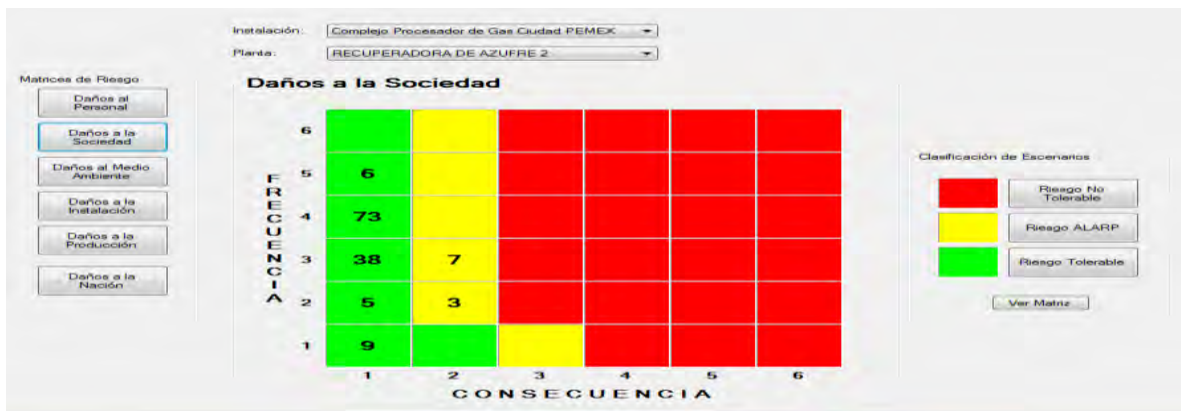 Instalación: Complejo Procesador de Gas Ciudad PEMEX
Planta: RECUPERADORA DE AZUFRE 2
Matrices de Riesgo
Daños al
Personal
Daños a la
Sociedad
Daños al Medio
Ambiente
Daños a la
Instalación
Daños a la
Producción
Daños a la
Nación
Daños a la Sociedad
FRECUENCIA
6
5 6
4 73
3 38 7
2 5 3
1 9
1 2 3 4 5 6
CONSECUENCIA
Clasificación de Escenarios
Riesgo No
Tolerable
Riesgo ALARP
Riesgo Tolerable
Ver Matriz